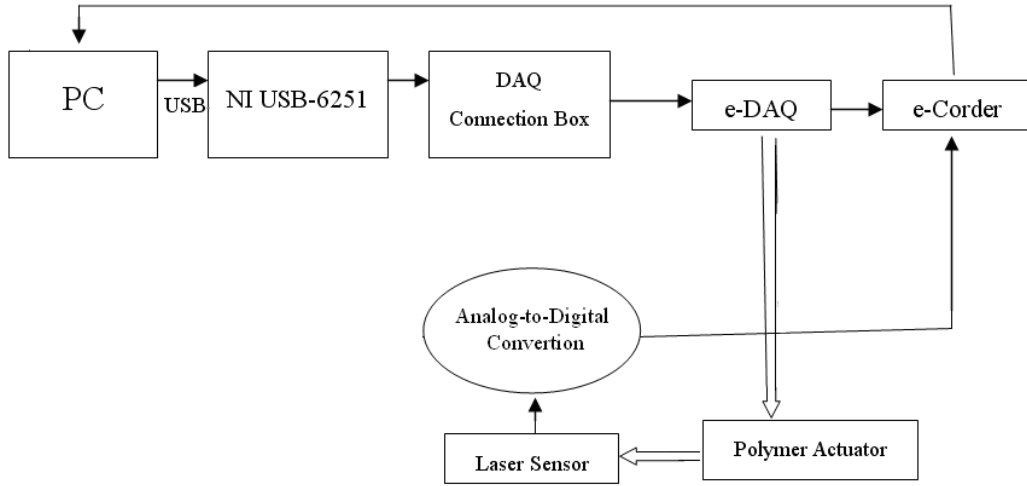 PC
USB
NI USB-6251
DAQ
Connection Box
e-DAQ
e-Corder
Analog-to-Digital
Convertion
Laser Sensor
Polymer Actuator